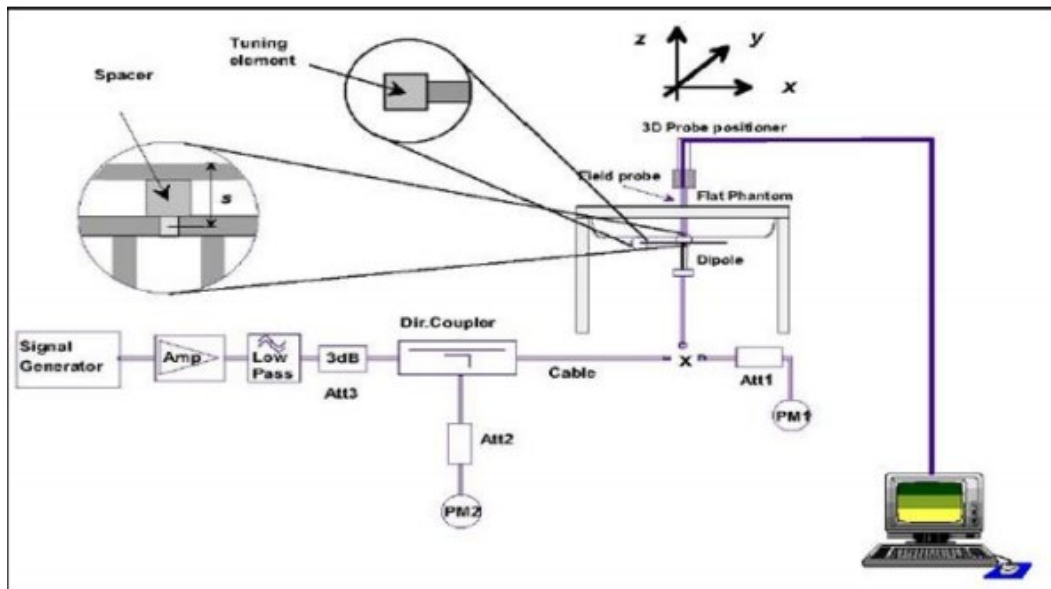 Tuning
element
Spacer
s
z
y
x
3D Probe positioner
Field probe
Flat Phantom
Dipole
Signal
Generator
Amp
Low
Pass
3dB
Att3
Dir.Coupler
Cable
x
Att1
PM1
Att2
PM2